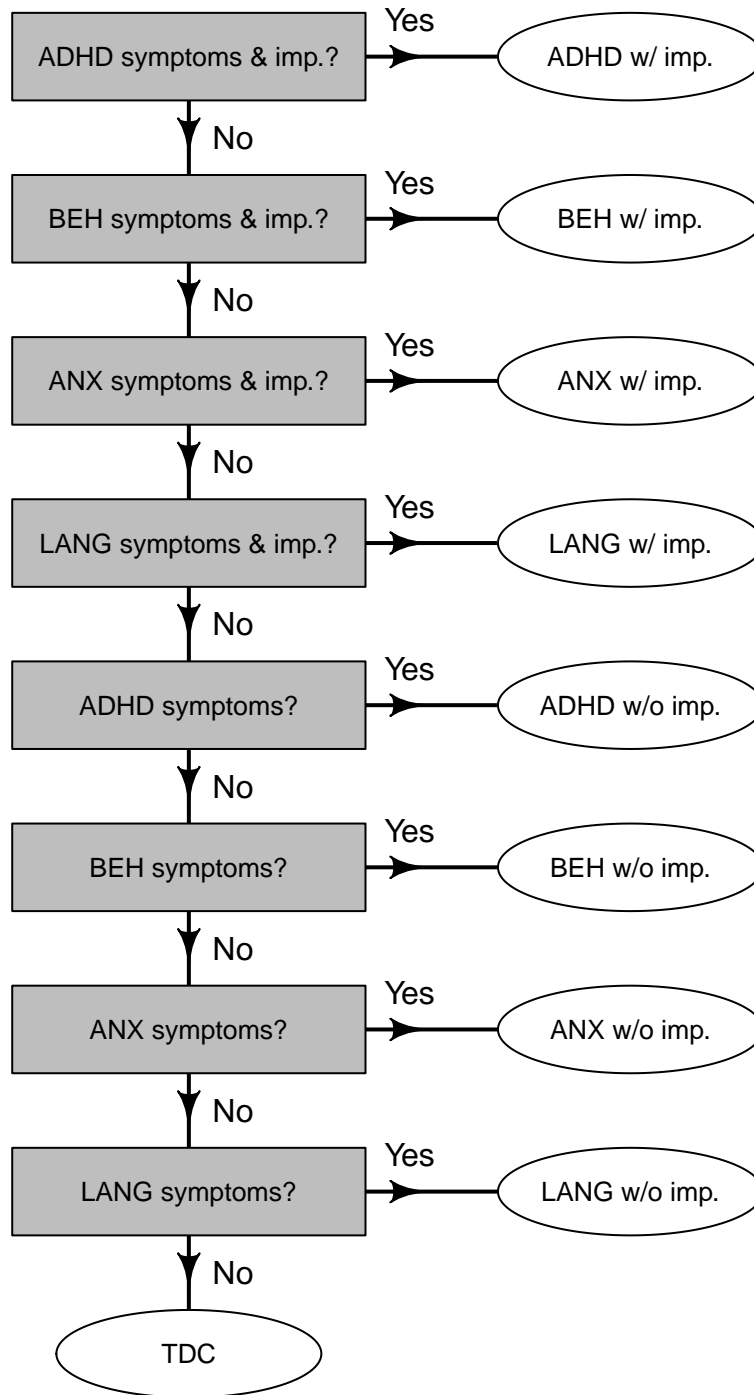 ADHD symptoms & imp.?
Yes
ADHD w/ imp.
No
BEH symptoms & imp.?
Yes
BEH w/ imp.
No
ANX symptoms & imp.?
Yes
ANX w/ imp.
No
LANG symptoms & imp.?
Yes
LANG w/ imp.
No
ADHD symptoms?
Yes
ADHD w/o imp.
No
BEH symptoms?
Yes
BEH w/o imp.
No
ANX symptoms?
Yes
ANX w/o imp.
No
LANG symptoms?
Yes
LANG w/o imp.
No
TDC